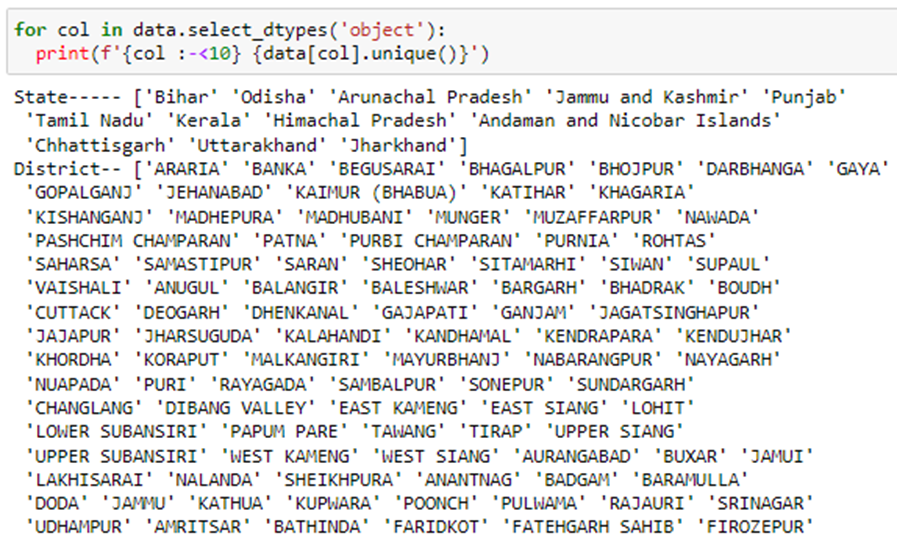 for col in data.select_dtypes('object'):
  print(f'{col :-<10} {data[col].unique()}')
State----- ['Bihar' 'Odisha' 'Arunachal Pradesh' 'Jammu and Kashmir' 'Punjab'
 'Tamil Nadu' 'Kerala' 'Himachal Pradesh' 'Andaman and Nicobar Islands'
 'Chhattisgarh' 'Uttarakhand' 'Jharkhand']
District-- ['ARARIA' 'BANKA' 'BEGUSARAI' 'BHAGALPUR' 'BHOJPUR' 'DARBHANGA' 'GAYA'
 'GOPALGANJ' 'JEHANABAD' 'KAIMUR (BHABUA)' 'KATIHAR' 'KHAGARIA'
 'KISHANGANJ' 'MADHEPURA' 'MADHUBANI' 'MUNGER' 'MUZAFFARPUR' 'NAWADA'
 'PASHCHIM CHAMPARAN' 'PATNA' 'PURBI CHAMPARAN' 'PURNIA' 'ROHTAS'
 'SAHARSA' 'SAMASTIPUR' 'SARAN' 'SHEOHAR' 'SITAMARHI' 'SIWAN' 'SUPAUL'
 'VAISHALI' 'ANUGUL' 'BALANGIR' 'BALESHWAR' 'BARGARH' 'BHADRAK' 'BOUDH'
 'CUTTACK' 'DEOGARH' 'DHENKANAL' 'GAJAPATI' 'GANJAM' 'JAGATSINGHAPUR'
 'JAJAPUR' 'JHARSUGUDA' 'KALAHANDI' 'KANDHAMAL' 'KENDRAPARA' 'KENDUJHAR'
 'KHORDHA' 'KORAPUT' 'MALKANGIRI' 'MAYURBHANJ' 'NABARANGPUR' 'NAYAGARH'
 'NUAPADA' 'PURI' 'RAYAGADA' 'SAMBALPUR' 'SONEPUR' 'SUNDARGARH'
 'CHANGLANG' 'DIBANG VALLEY' 'EAST KAMENG' 'EAST SIANG' 'LOHIT'
 'LOWER SUBANSIRI' 'PAPUM PARE' 'TAWANG' 'TIRAP' 'UPPER SIANG'
 'UPPER SUBANSIRI' 'WEST KAMENG' 'WEST SIANG' 'AURANGABAD' 'BUXAR' 'JAMUI'
 'LAKHISARAI' 'NALANDA' 'SHEIKHPURA' 'ANANTNAG' 'BADGAM' 'BARAMULLA'
 'DODA' 'JAMMU' 'KATHUA' 'KUPWARA' 'POONCH' 'PULWAMA' 'RAJAURI' 'SRINAGAR'
 'UDHAMPUR' 'AMRITSAR' 'BATHINDA' 'FARIDKOT' 'FATEHGARH SAHIB' 'FIROZEPUR'